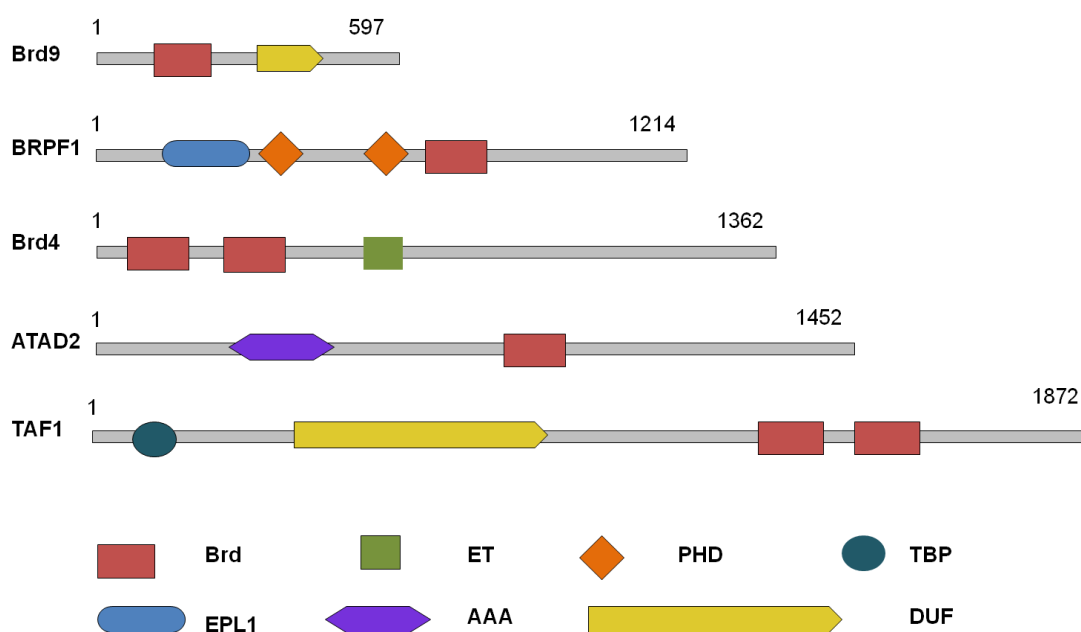 1 597
Brd9
1 1214
BRPF1
1 1362
Brd4
1 1452
ATAD2
1 1872
TAF1
Brd ET PHD TBP
EPL1 AAA DUF